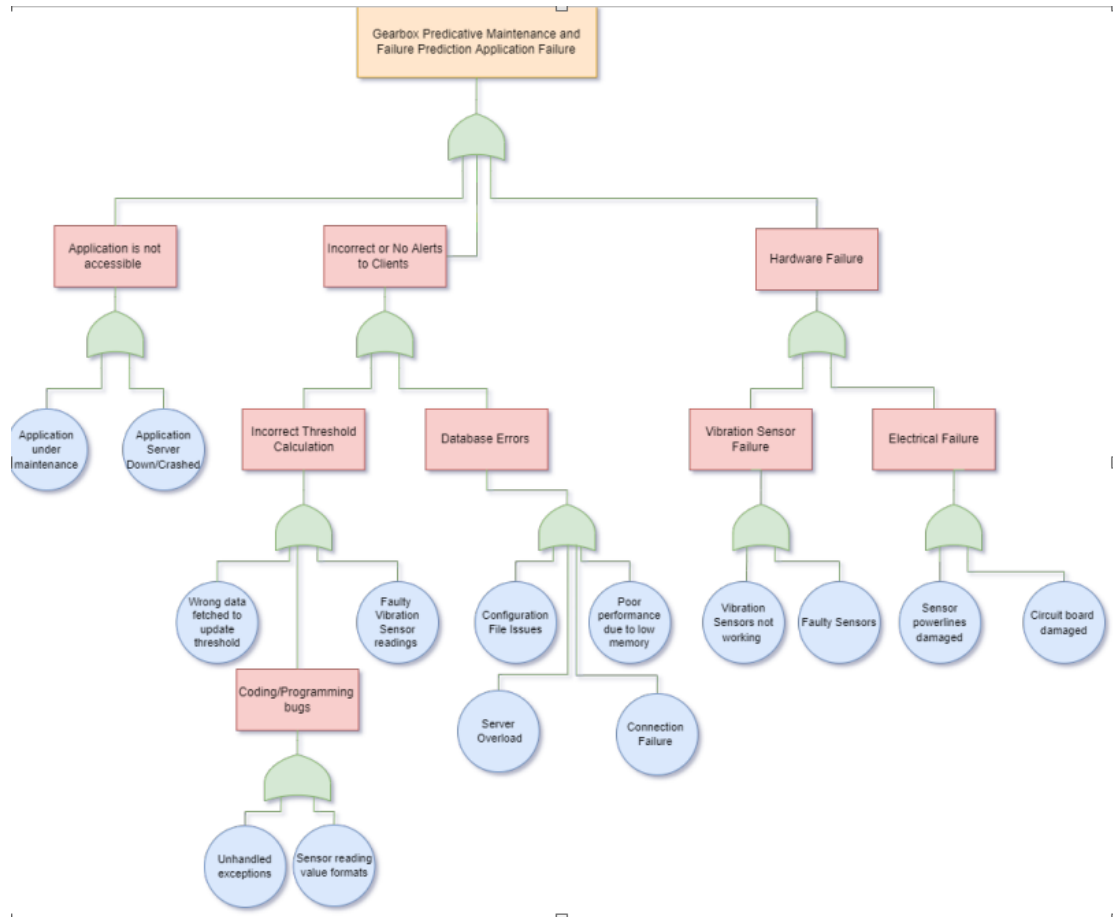 Gearbox Predicative Maintenance and
Failure Prediction Application Failure
Application is not
accessible
Incorrect or No Alerts
to Clients
Hardware Failure
Application
under
maintenance
Application
Server
Down/Crashed
Incorrect Threshold
Calculation
Database Errors
Vibration Sensor
Failure
Electrical Failure
Wrong data
fetched to
update
threshold
Faulty
Vibration
Sensor
readings
Configuration
File Issues
Poor
performance
due to low
memory
Vibration
Sensors not
working
Faulty Sensors
Sensor
powerlines
damaged
Circuit board
damaged
Coding/Programming
bugs
Server
Overload
Connection
Failure
Unhandled
exceptions
Sensor reading
value formats